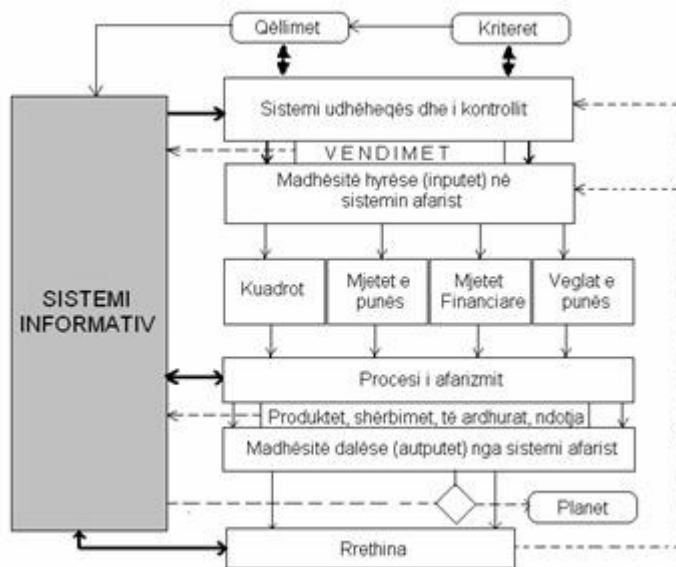 Qëllimet
Kriteret
Sistemi udhëheqës dhe i kontrollit
VENDIMET
Madhësitë hyrëse (inputet) në
sistemin afarist
Kuadrot
Mjetet e
punës
Mjetet
Financiare
Veglat e
punës
SISTEMI
INFORMATIV
Procesi i afarizmit
Produktet, shërbimet, të ardhurat, ndotja
Madhësitë dalëse (autputet) nga sistemi afarist
Planet
Rrethina